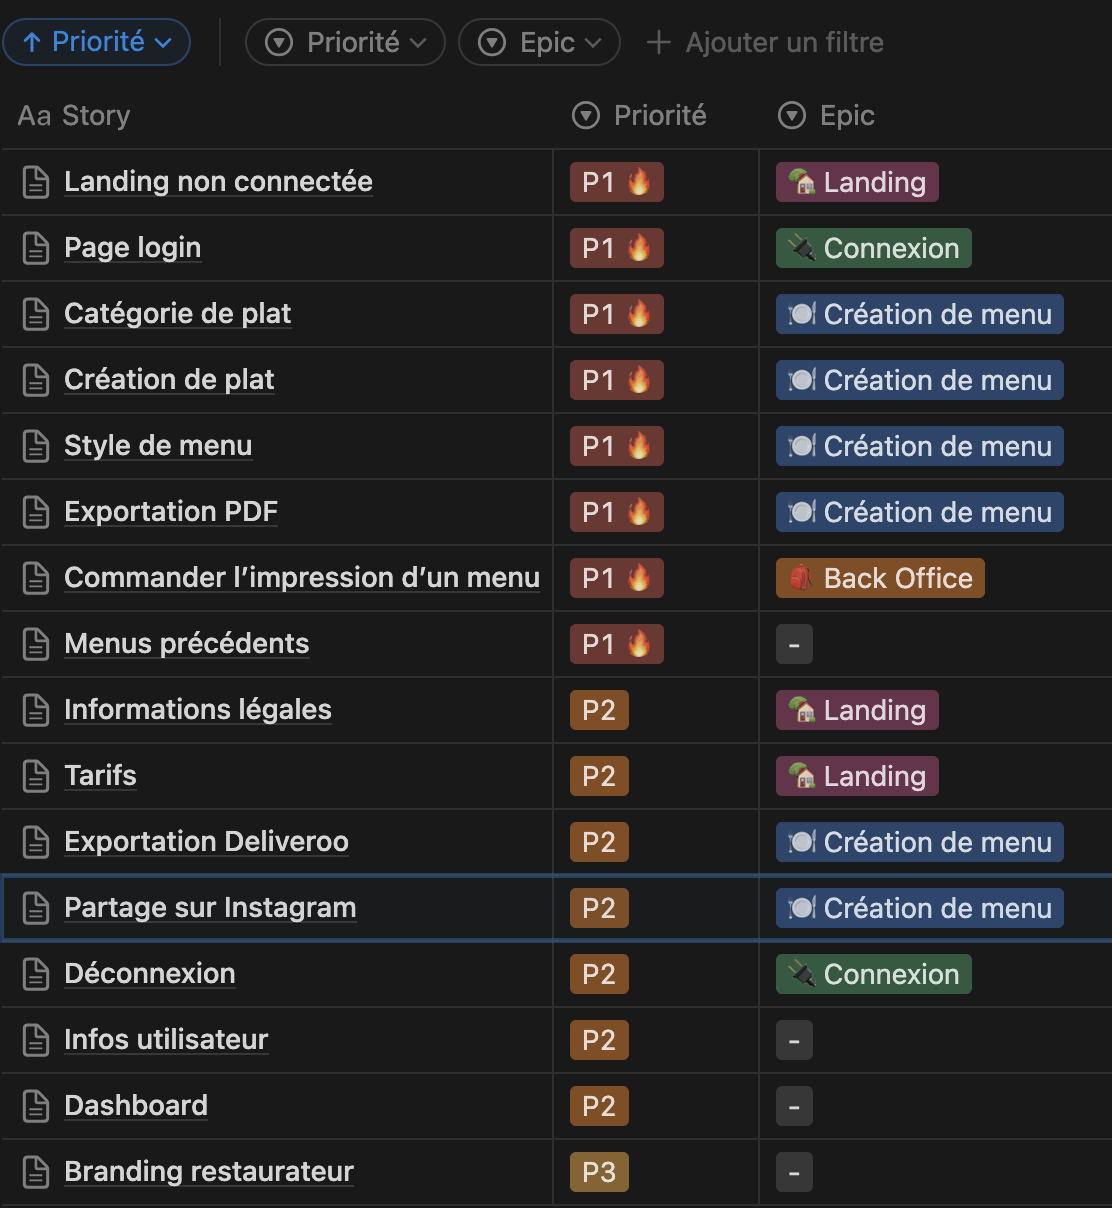 Priorité Priorité Epic Ajouter un filtre
Aa Story Priorité Epic
Landing non connectée P1 🔥 🏡 Landing
Page login P1 🔥 🔌 Connexion
Catégorie de plat P1 🔥 🍽️ Création de menu
Création de plat P1 🔥 🍽️ Création de menu
Style de menu P1 🔥 🍽️ Création de menu
Exportation PDF P1 🔥 🍽️ Création de menu
Commander l’impression d’un menu P1 🔥 🎒 Back Office
Menus précédents P1 🔥 -
Informations légales P2 🏡 Landing
Tarifs P2 🏡 Landing
Exportation Deliveroo P2 🍽️ Création de menu
Partage sur Instagram P2 🍽️ Création de menu
Déconnexion P2 🔌 Connexion
Infos utilisateur P2 -
Dashboard P2 -
Branding restaurateur P3 -